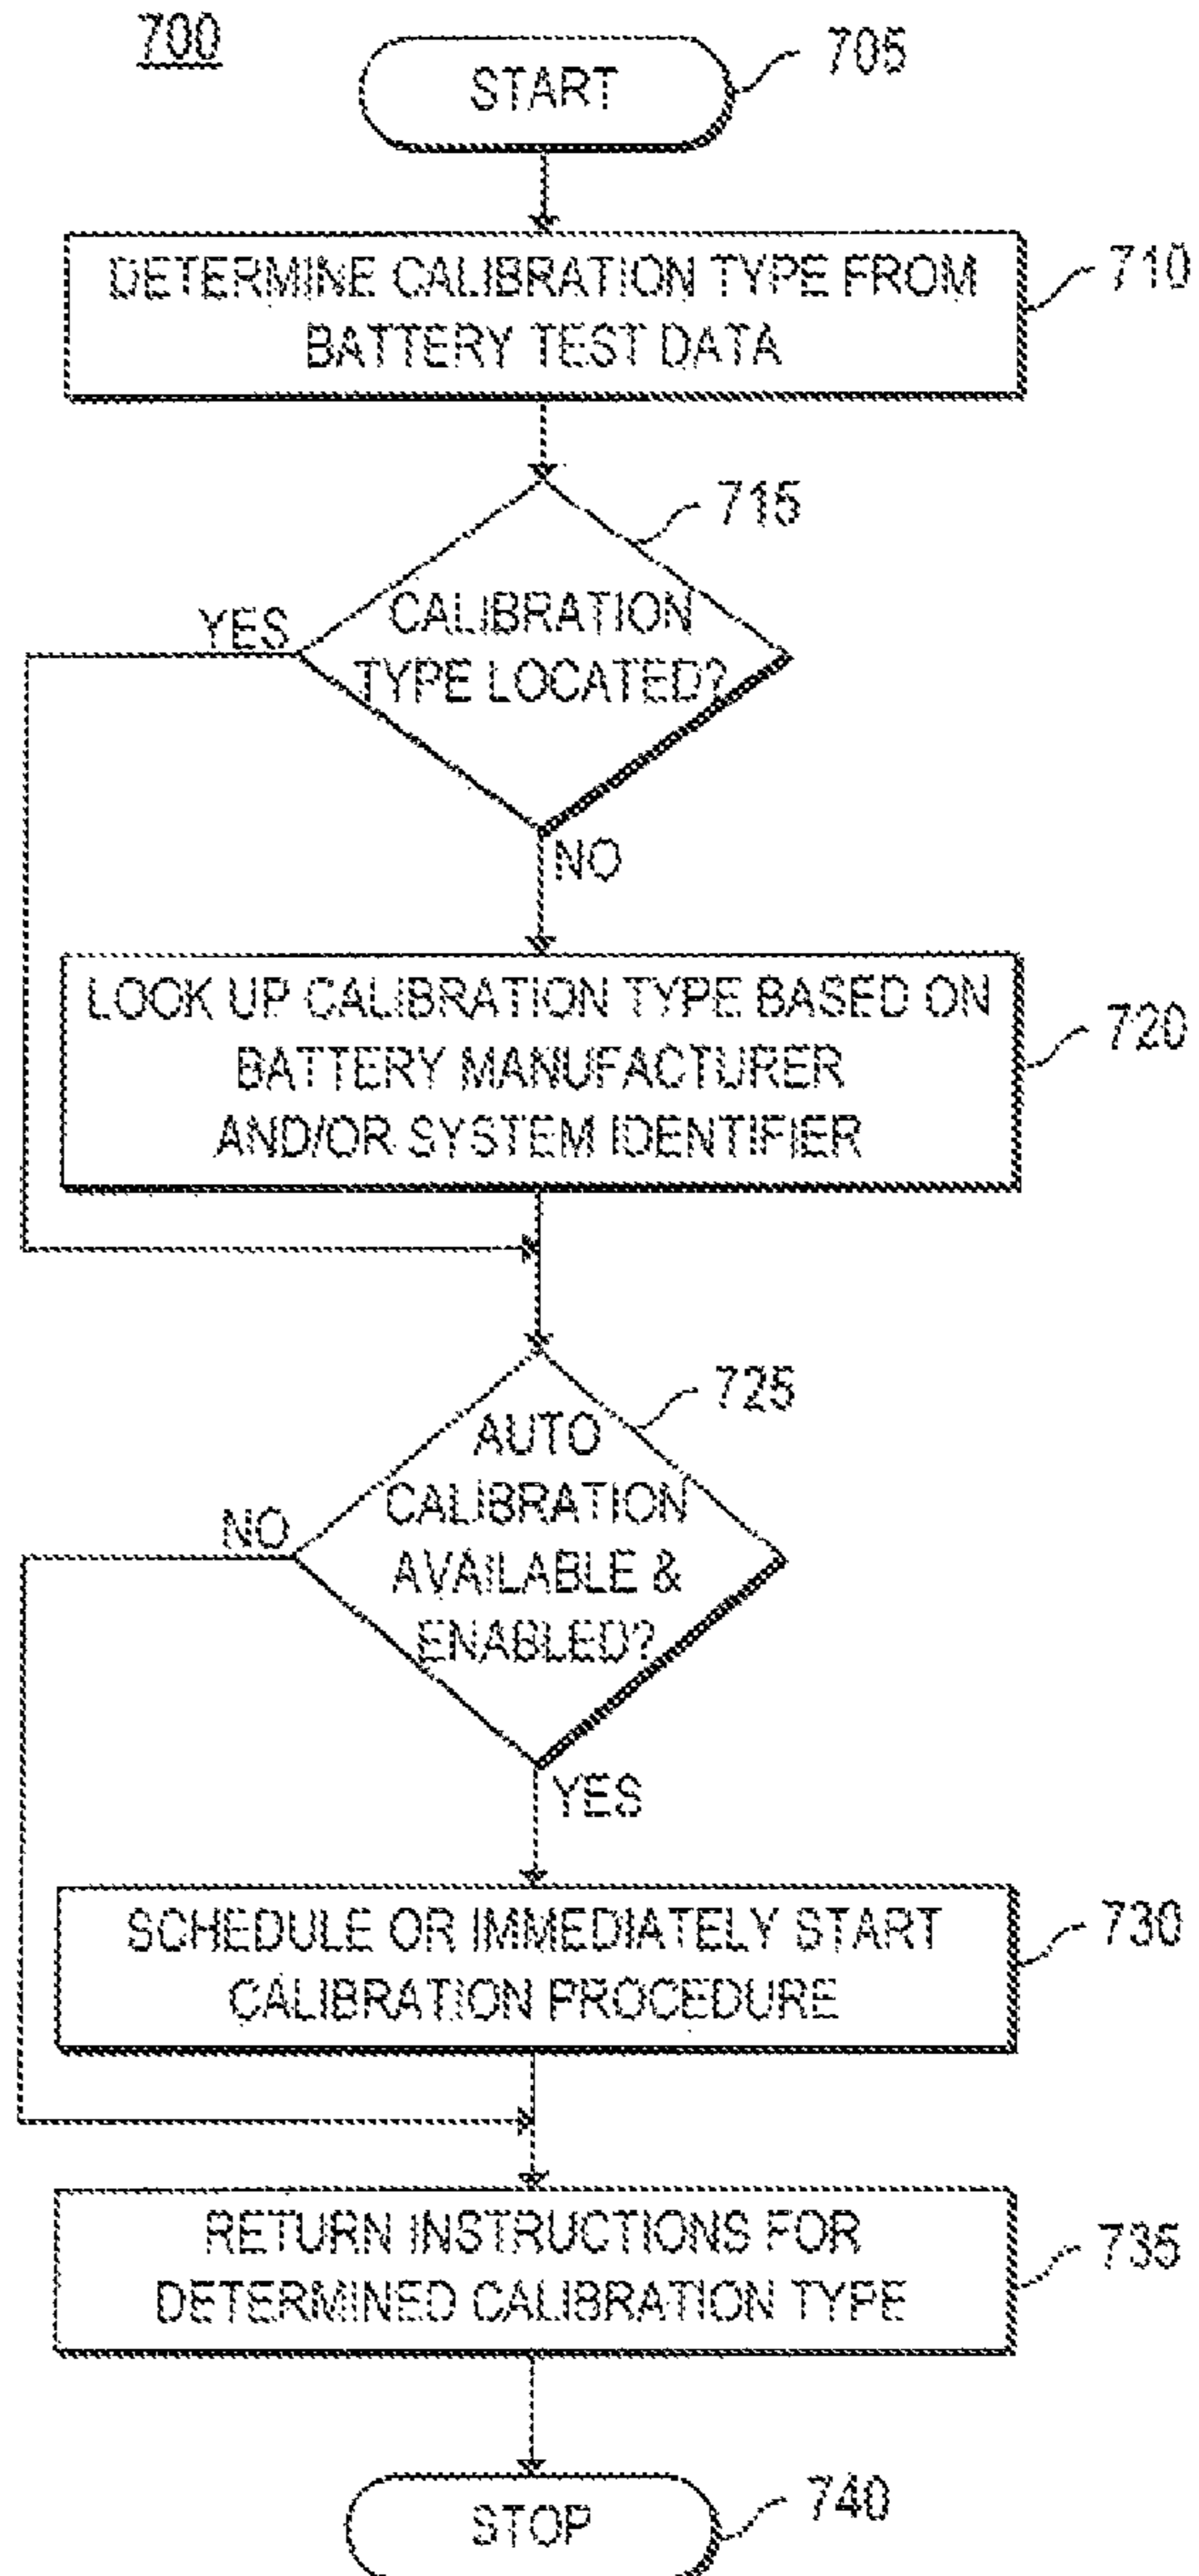 700
START
705
DETERMINE CALIBRATION TYPE FROM
BATTERY TEST DATA
710
715
CALIBRATION
TYPE LOCATED?
YES
NO
LOOK UP CALIBRATION TYPE BASED ON
BATTERY MANUFACTURER
AND/OR SYSTEM IDENTIFIER
720
725
AUTO
CALIBRATION
AVAILABLE &
ENABLED?
NO
YES
SCHEDULE OR IMMEDIATELY START
CALIBRATION PROCEDURE
730
RETURN INSTRUCTIONS FOR
DETERMINED CALIBRATION TYPE
735
STOP
740